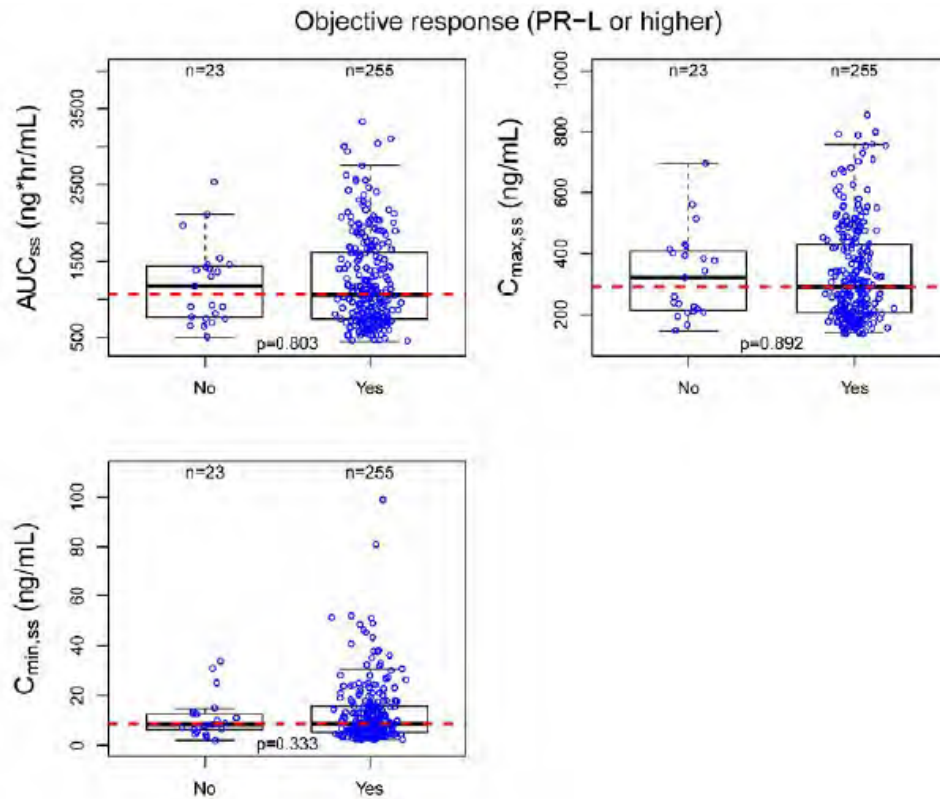 Objective response (PR−L or higher)
n=23 n=255
AUCss (ng*hr/mL)
3500
2500
1500
500
p=0.803
No Yes
n=23 n=255
Cmax,ss (ng/mL)
1000
800
600
400
200
p=0.892
No Yes
n=23 n=255
Cmin,ss (ng/mL)
100
80
60
40
20
0
p=0.333
No Yes